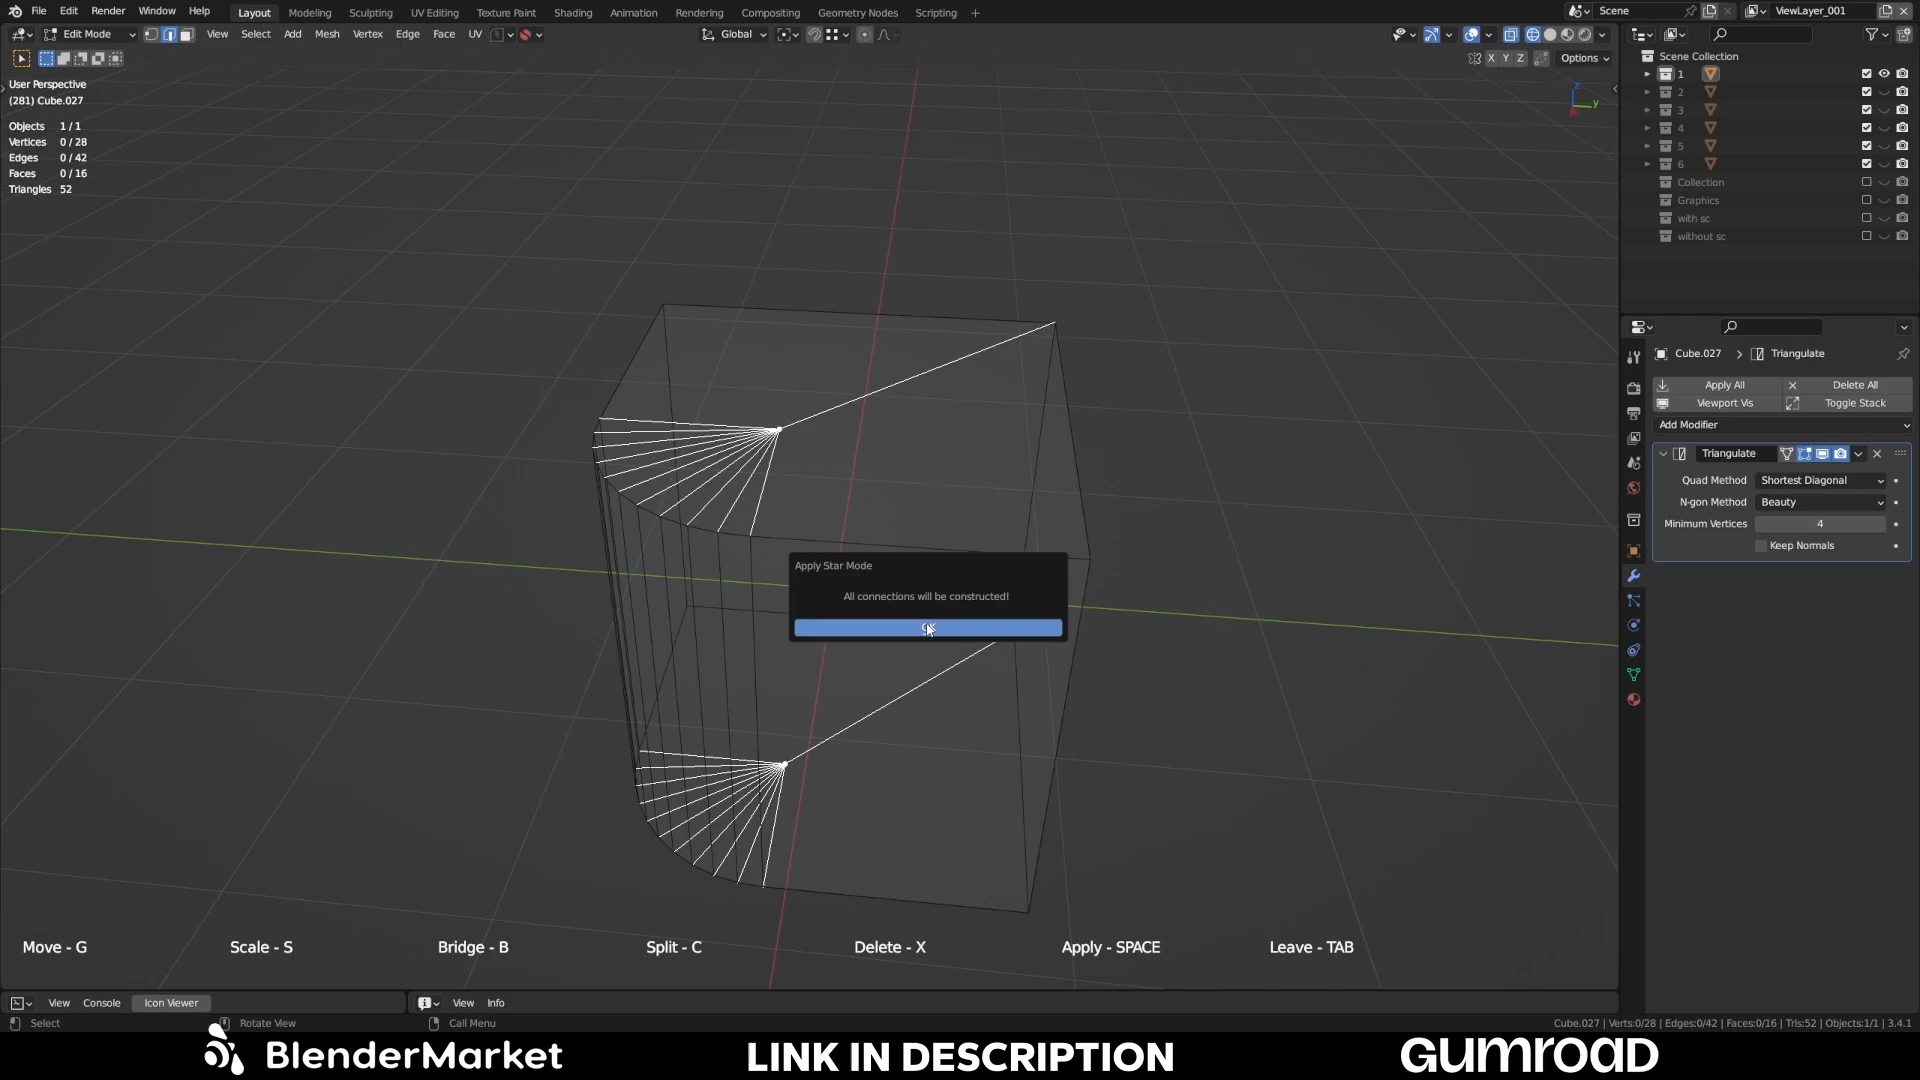 File Edit Render Window Help Layout Modeling Sculpting UV Editing Texture Paint Shading Animation Rendering Compositing Geometry Nodes Scripting + Scene ViewLayer_001
Edit Mode View Select Add Mesh Vertex Edge Face UV Global
X Y Z Options
User Perspective
(281) Cube.027
Objects 1 / 1
Vertices 0 / 28
Edges 0 / 42
Faces 0 / 16
Triangles 52
Z
Y
Scene Collection
1
2
3
4
5
6
Collection
Graphics
with sc
without sc
Cube.027 > Triangulate
Apply All Delete All
Viewport Vis Toggle Stack
Add Modifier
Triangulate
Quad Method Shortest Diagonal
N-gon Method Beauty
Minimum Vertices 4
Keep Normals
Apply Star Mode
All connections will be constructed!
Move - G Scale - S Bridge - B Split - C Delete - X Apply - SPACE Leave - TAB
View Console Icon Viewer View Info
Select Rotate View Call Menu Cube.027 | Verts:0/28 | Edges:0/42 | Faces:0/16 | Tris:52 | Objects:1/1 | 3.4.1
BlenderMarket LINK IN DESCRIPTION GUMROAD